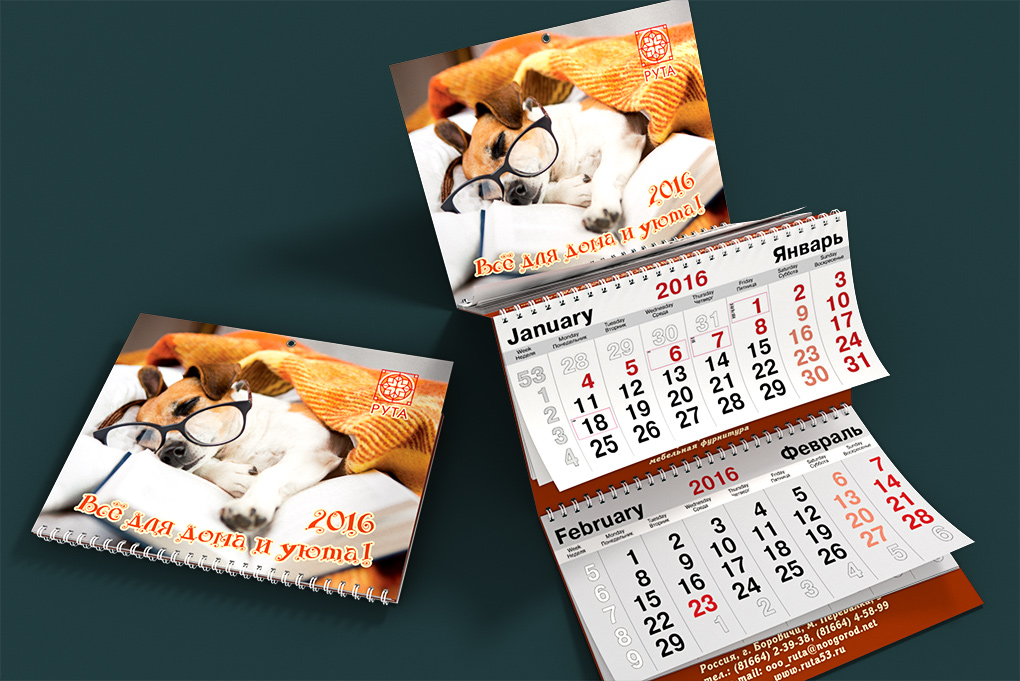 РУТА
2016
Всё для дома и уюта!
January 2016 Январь
Week Monday Tuesday Wednesday Thursday Friday Saturday Sunday
Неделя Понедельник Вторник Среда Четверг Пятница Суббота Воскресенье
53 28 29 30 31 1 2 3
1 4 5 6 7 8 9 10
2 11 12 13 14 15 16 17
3 18 19 20 21 22 23 24
4 25 26 27 28 29 30 31
мебельная фурнитура
February 2016 Февраль
Week Monday Tuesday Wednesday Thursday Friday Saturday Sunday
Неделя Понедельник Вторник Среда Четверг Пятница Суббота Воскресенье
5 1 2 3 4 5 6 7
6 8 9 10 11 12 13 14
7 15 16 17 18 19 20 21
8 22 23 24 25 26 27 28
9 29 1 2 3 4 5 6
Россия, г. Боровичи, м. Перевалка,
тел.: (81664) 2-39-38, (81664) 4-58-99
mail: ooo_ruta@novgorod.net
www.ruta53.ru
РУТА
2016
Всё для дома и уюта!